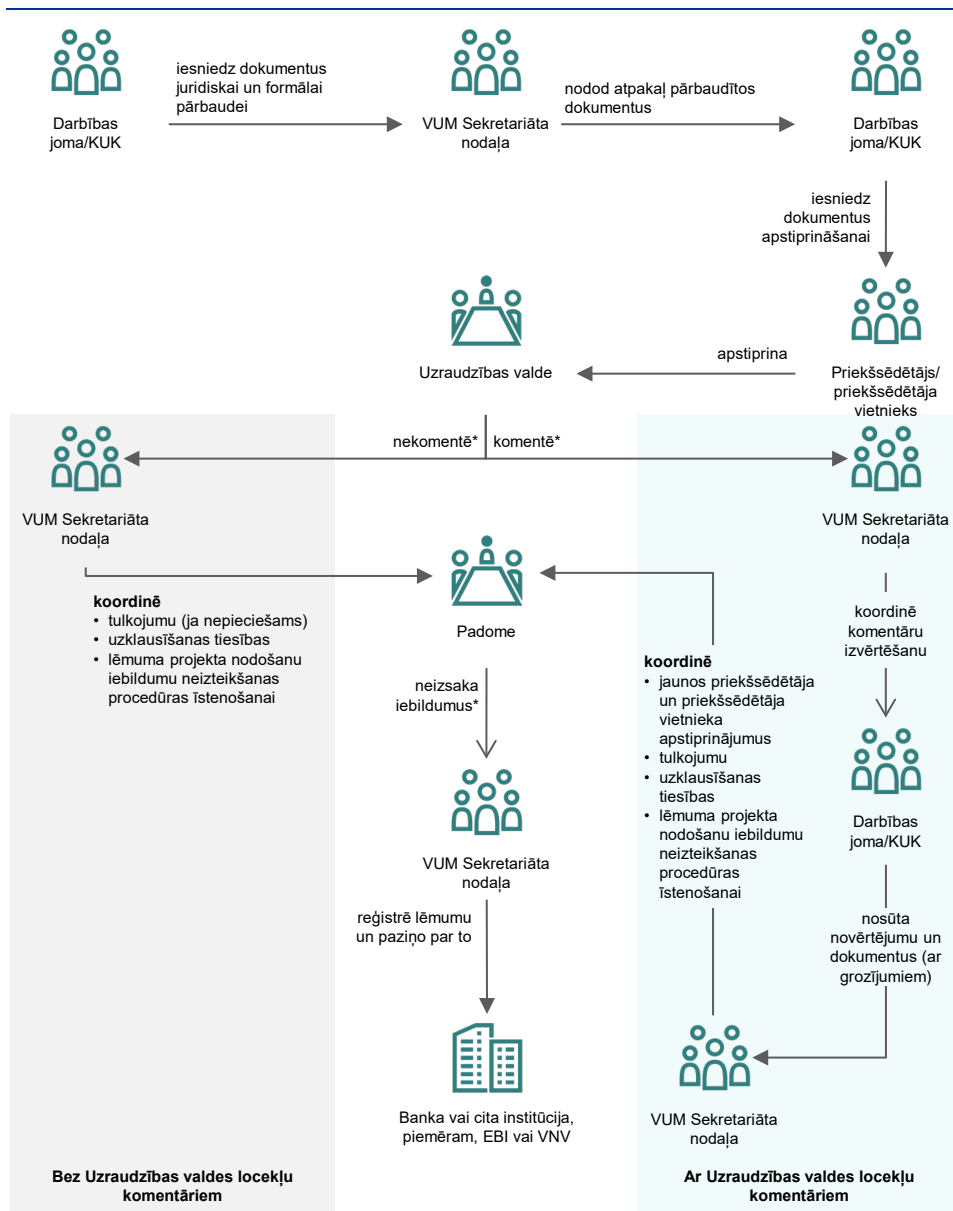 Darbības
joma/KUK
iesniedz dokumentus
juridiskai un formālai
pārbaudei
VUM Sekretariāta
nodaļa
nodod atpakaļ pārbaudītos
dokumentus
Darbības
joma/KUK
iesniedz
dokumentus
apstiprināšanai
Priekšsēdētājs/
priekšsēdētāja
vietnieks
apstiprina
Uzraudzības valde
nekomentē*
komentē*
VUM Sekretariāta
nodaļa
koordinē
• tulkojumu (ja nepieciešams)
• uzklausīšanas tiesības
• lēmuma projekta nodošanu
iebildumu neizteikšanas
procedūras īstenošanai
Padome
neizsaka
iebildumus*
VUM Sekretariāta
nodaļa
reģistrē lēmumu
un paziņo par to
Banka vai cita institūcija,
piemēram, EBI vai VNV
VUM Sekretariāta
nodaļa
koordinē
komentāru
izvērtēšanu
Darbības
joma/KUK
nosūta
novērtējumu un
dokumentus (ar
grozījumiem)
VUM Sekretariāta
nodaļa
koordinē
• jaunos priekšsēdētāja
un priekšsēdētāja
vietnieka
apstiprinājumus
• tulkojumu
• uzklausīšanas
tiesības
• lēmuma projekta
nodošanu iebildumu
neizteikšanas
procedūras
īstenošanai
Bez Uzraudzības valdes locekļu
komentāriem
Ar Uzraudzības valdes locekļu
komentāriem